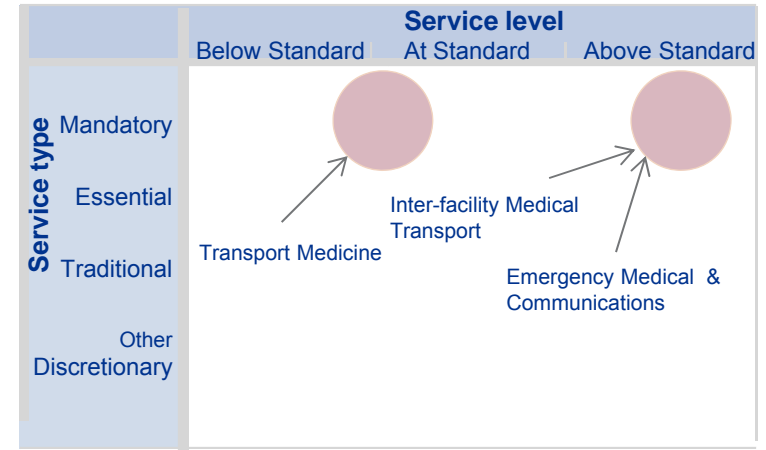 Service level
Below Standard At Standard Above Standard
Service type
Mandatory
Essential
Traditional
Other
Discretionary
Inter-facility Medical
Transport
Transport Medicine
Emergency Medical &
Communications